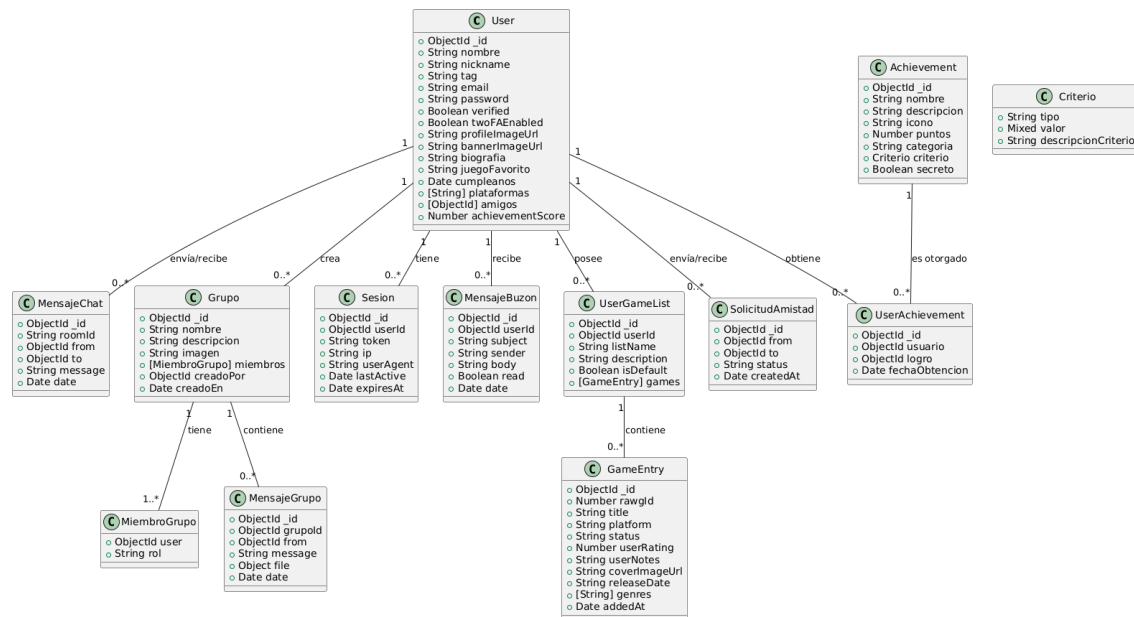 C User
ObjectId _id
String nombre
String nickname
String tag
String email
String password
Boolean verified
Boolean twoFAEnabled
String profileImageUrl
String bannerImageUrl
String biografia
String juegoFavorito
Date cumpleanos
[String] plataformas
[ObjectId] amigos
Number achievementScore
C Achievement
ObjectId _id
String nombre
String descripcion
String icono
Number puntos
String categoria
Criterio criterio
Boolean secreto
C Criterio
String tipo
Mixed valor
String descripcionCriterio
1
envía/recibe
0..*
1
crea
0..*
1
tiene
0..*
1
recibe
0..*
1
posee
0..*
1
envía/recibe
0..*
1
obtiene
0..*
1
es otorgado
0..*
C MensajeChat
ObjectId _id
String roomId
ObjectId from
ObjectId to
String message
Date date
C Grupo
ObjectId _id
String nombre
String descripcion
String imagen
[MiembroGrupo] miembros
ObjectId creadoPor
Date creadoEn
C Sesion
ObjectId _id
ObjectId userId
String token
String ip
String userAgent
Date lastActive
Date expiresAt
C MensajeBuzon
ObjectId _id
ObjectId userId
String subject
String sender
String body
Boolean read
Date date
C UserGameList
ObjectId _id
ObjectId userId
String listName
String description
Boolean isDefault
[GameEntry] games
C SolicitudAmistad
ObjectId _id
ObjectId from
ObjectId to
String status
Date createdAt
C UserAchievement
ObjectId _id
ObjectId usuario
ObjectId logro
Date fechaObtencion
1
tiene
1..*
1
contiene
0..*
1
contiene
0..*
C MiembroGrupo
ObjectId user
String rol
C MensajeGrupo
ObjectId _id
ObjectId grupoId
ObjectId from
String message
Object file
Date date
C GameEntry
ObjectId _id
Number rawgId
String title
String platform
String status
Number userRating
String userNotes
String coverImageUrl
String releaseDate
[String] genres
Date addedAt